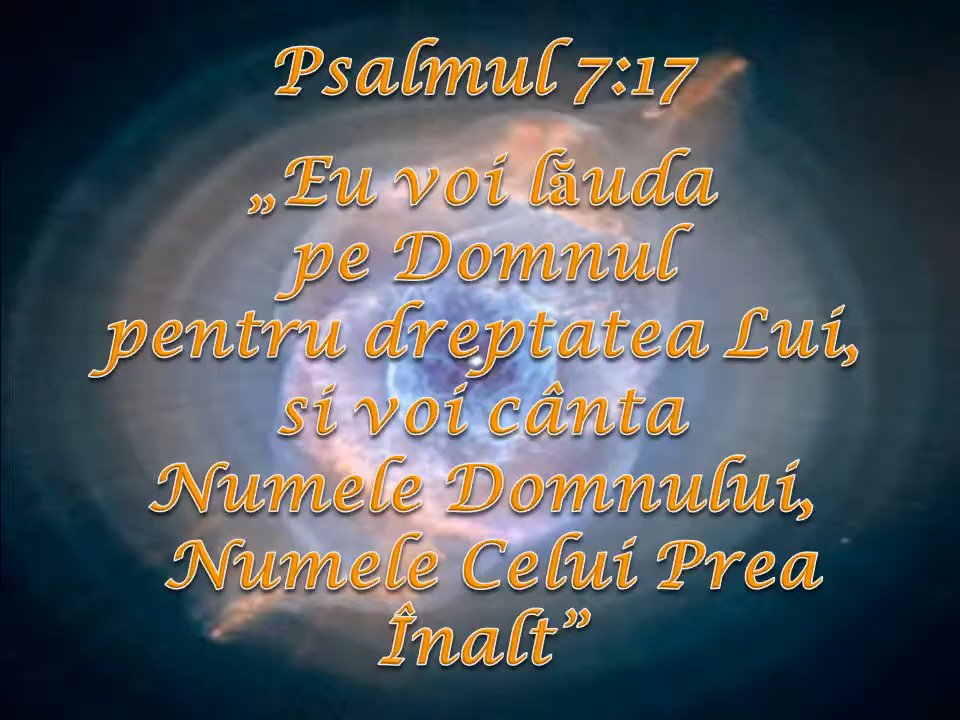 Psalmul 7:17
„Eu voi lăuda
pe Domnul
pentru dreptatea Lui,
si voi cânta
Numele Domnului,
Numele Celui Prea
Înalt”